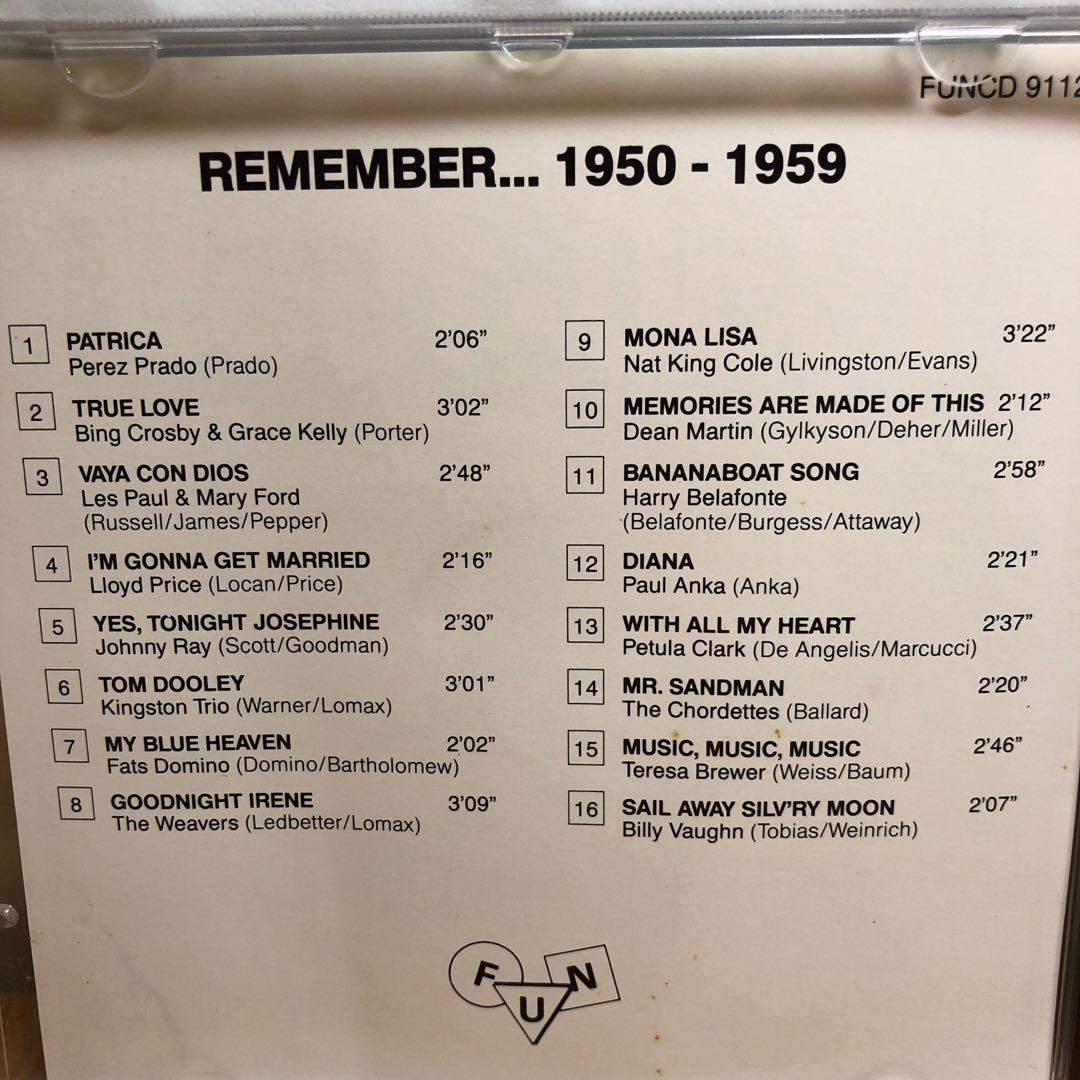 FUNCD 9112
REMEMBER... 1950 - 1959
1 PATRICA 2'06”
Perez Prado (Prado)
2 TRUE LOVE 3'02”
Bing Crosby & Grace Kelly (Porter)
3 VAYA CON DIOS 2'48”
Les Paul & Mary Ford
(Russell/James/Pepper)
4 I'M GONNA GET MARRIED 2'16”
Lloyd Price (Locan/Price)
5 YES, TONIGHT JOSEPHINE 2'30”
Johnny Ray (Scott/Goodman)
6 TOM DOOLEY 3'01”
Kingston Trio (Warner/Lomax)
7 MY BLUE HEAVEN 2'02”
Fats Domino (Domino/Bartholomew)
8 GOODNIGHT IRENE 3'09”
The Weavers (Ledbetter/Lomax)
9 MONA LISA 3'22”
Nat King Cole (Livingston/Evans)
10 MEMORIES ARE MADE OF THIS 2'12”
Dean Martin (Gylkyson/Deher/Miller)
11 BANANABOAT SONG 2'58”
Harry Belafonte
(Belafonte/Burgess/Attaway)
12 DIANA 2'21”
Paul Anka (Anka)
13 WITH ALL MY HEART 2'37”
Petula Clark (De Angelis/Marcucci)
14 MR. SANDMAN 2'20”
The Chordettes (Ballard)
15 MUSIC, MUSIC, MUSIC 2'46”
Teresa Brewer (Weiss/Baum)
16 SAIL AWAY SILV'RY MOON 2'07”
Billy Vaughn (Tobias/Weinrich)
FUN